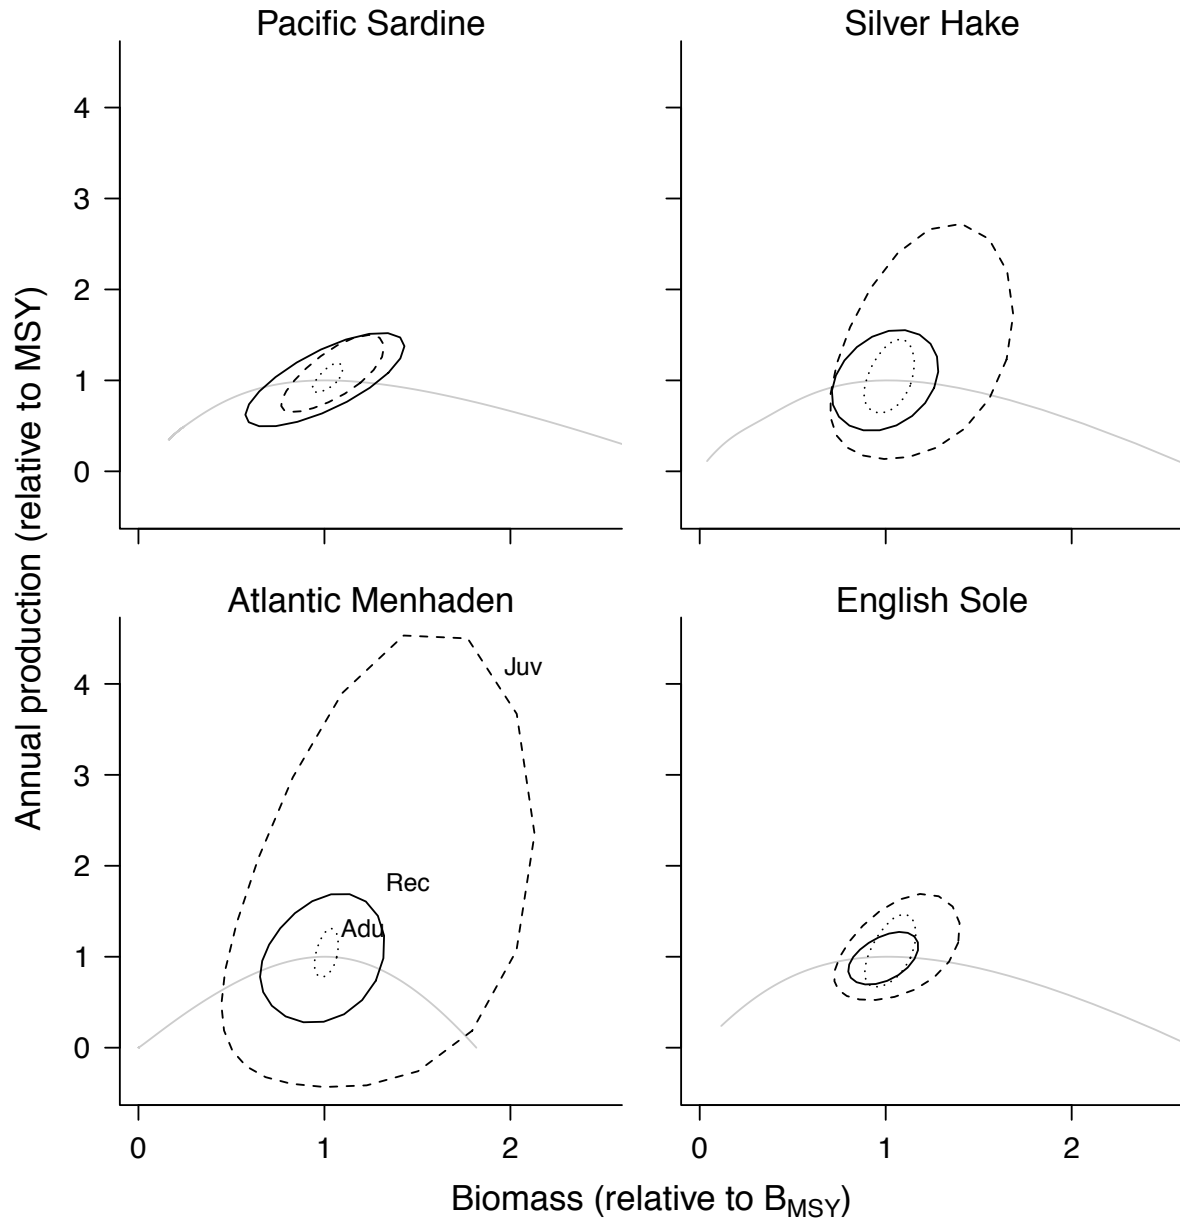 Pacific Sardine
Silver Hake
4
3
2
1
0
Annual production (relative to MSY)
Atlantic Menhaden
English Sole
4
3
2
1
0
Juv
Rec
Adu
0 1 2
0 1 2
Biomass (relative to BMSY)